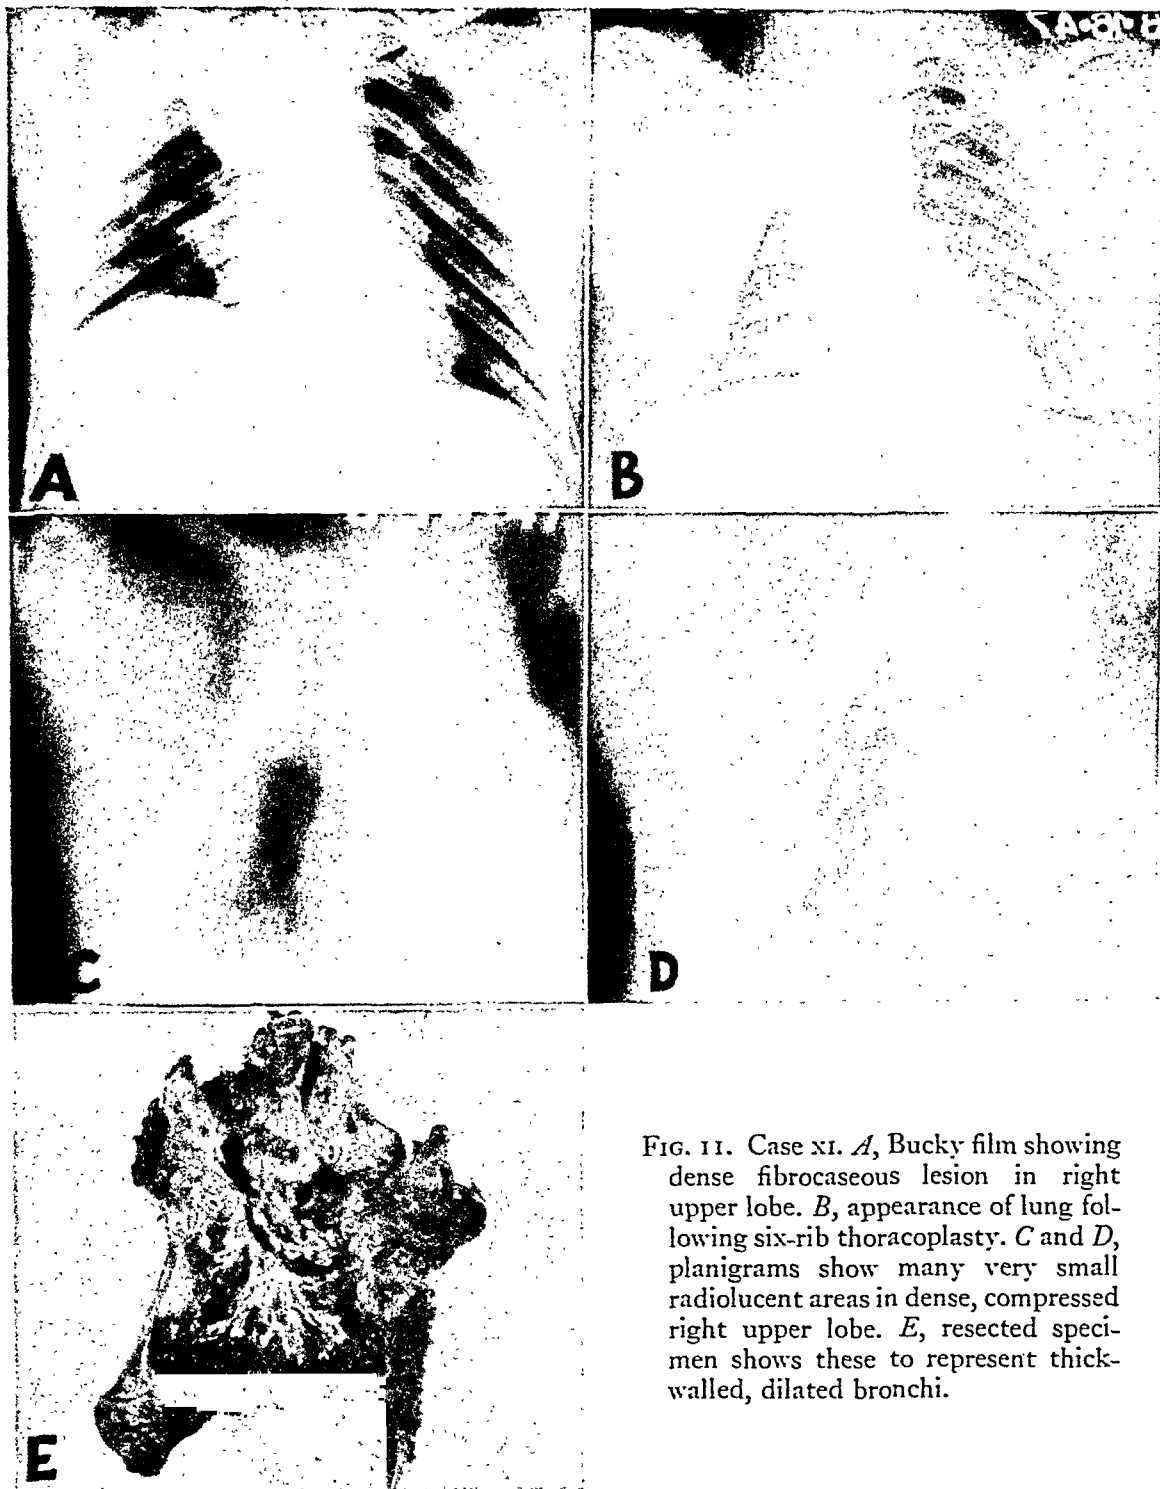 A
B
C
D
E
FIG. 11. Case XI. A, Bucky film showing
dense fibrocaseous lesion in right
upper lobe. B, appearance of lung fol-
lowing six-rib thoracoplasty. C and D,
planigrams show many very small
radiolucent areas in dense, compressed
right upper lobe. E, resected speci-
men shows these to represent thick-
walled, dilated bronchi.